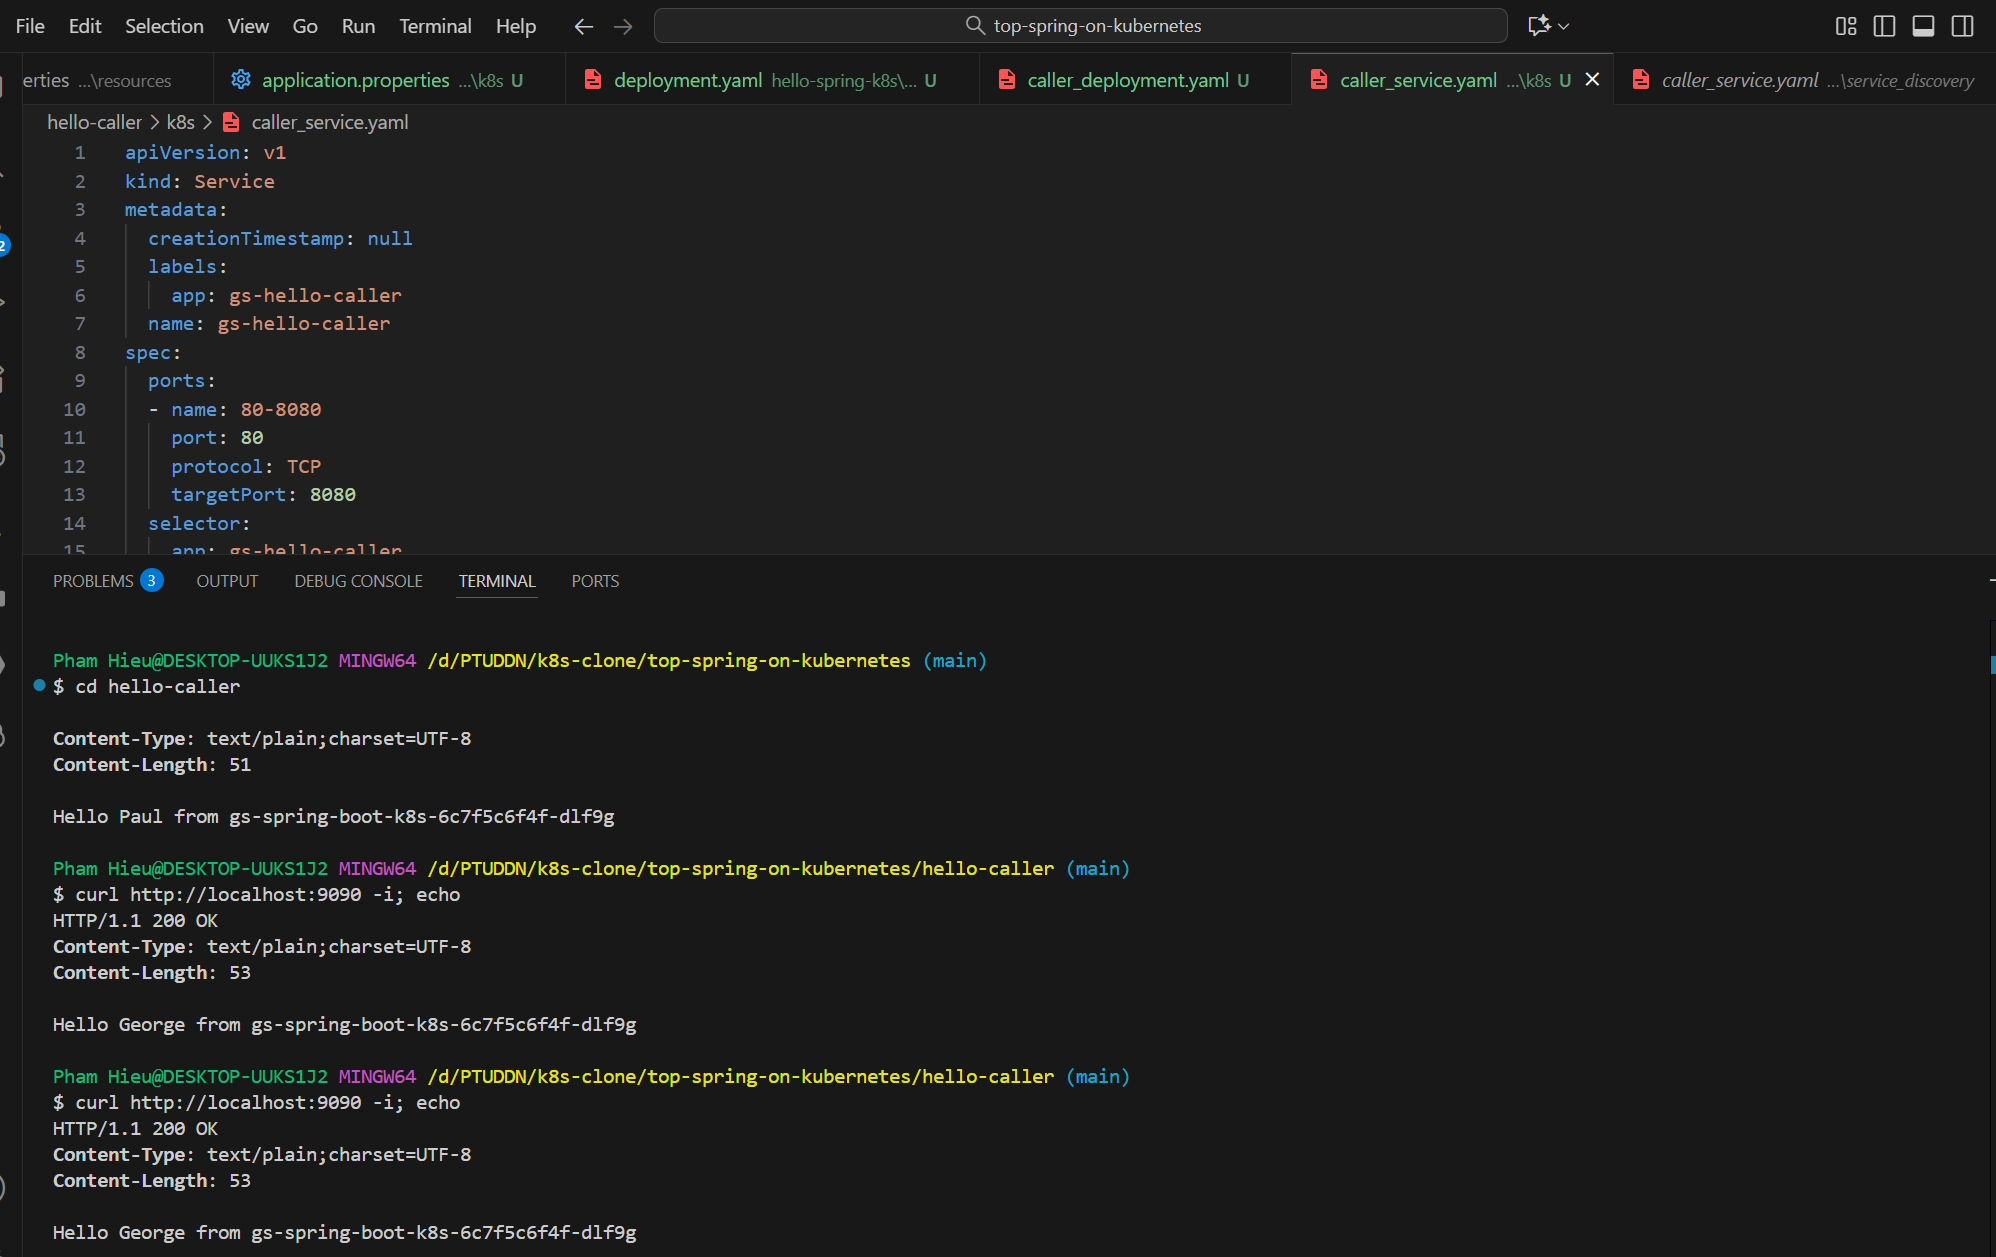 File Edit Selection View Go Run Terminal Help top-spring-on-kubernetes
erties ...\resources application.properties ...\k8s U deployment.yaml hello-spring-k8s\... U caller_deployment.yaml U caller_service.yaml ...\k8s U caller_service.yaml ...\service_discovery
hello-caller > k8s > caller_service.yaml
1 apiVersion: v1
2 kind: Service
3 metadata:
4 creationTimestamp: null
5 labels:
6 app: gs-hello-caller
7 name: gs-hello-caller
8 spec:
9 ports:
10 - name: 80-8080
11 port: 80
12 protocol: TCP
13 targetPort: 8080
14 selector:
15 app: gs-hello-caller
PROBLEMS 3 OUTPUT DEBUG CONSOLE TERMINAL PORTS
Pham Hieu@DESKTOP-UUKS1J2 MINGW64 /d/PTUDDN/k8s-clone/top-spring-on-kubernetes (main)
$ cd hello-caller
Content-Type: text/plain;charset=UTF-8
Content-Length: 51
Hello Paul from gs-spring-boot-k8s-6c7f5c6f4f-dlf9g
Pham Hieu@DESKTOP-UUKS1J2 MINGW64 /d/PTUDDN/k8s-clone/top-spring-on-kubernetes/hello-caller (main)
$ curl http://localhost:9090 -i; echo
HTTP/1.1 200 OK
Content-Type: text/plain;charset=UTF-8
Content-Length: 53
Hello George from gs-spring-boot-k8s-6c7f5c6f4f-dlf9g
Pham Hieu@DESKTOP-UUKS1J2 MINGW64 /d/PTUDDN/k8s-clone/top-spring-on-kubernetes/hello-caller (main)
$ curl http://localhost:9090 -i; echo
HTTP/1.1 200 OK
Content-Type: text/plain;charset=UTF-8
Content-Length: 53
Hello George from gs-spring-boot-k8s-6c7f5c6f4f-dlf9g